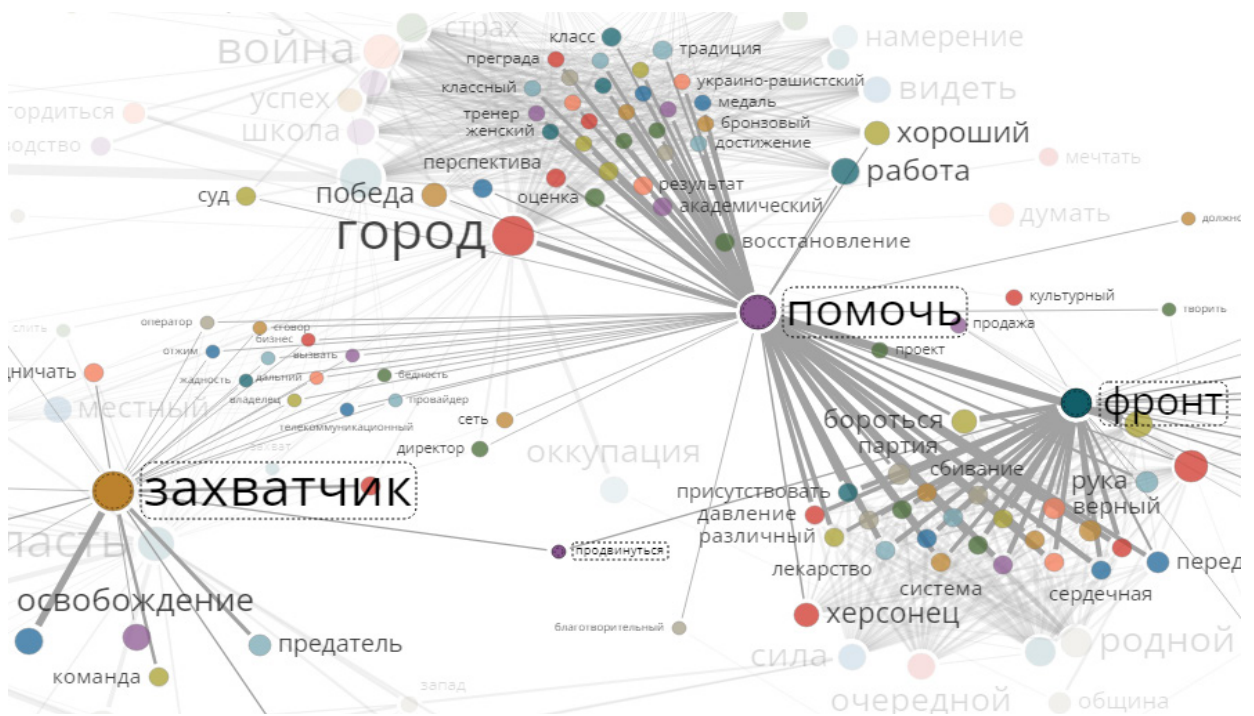 страх
класс
традиция
намерение
война
преграда
украино-рашистский
успех
классный
медаль
видеть
гордиться
тренер
бронзовый
школа
женский
достижение
хороший
водство
перспектива
мечтать
суд
победа
оценка
результат
работа
академический
город
думать
должно
восстановление
помочь
культурный
творить
продажа
проект
слить
оператор
сговор
бизнес
отжим
вызвать
дничать
жадность
дальний
бедность
местный
владелец
провайдер
телекоммуникационный
сеть
директор
захват
оккупация
фронт
бороться
партия
сбивание
рука
захватчик
присутствовать
верный
давление
различный
ласть
продвинуться
лекарство
перед
система
сердечная
освобождение
херсонец
благотворительный
предатель
сила
родной
команда
запад
очередной
община